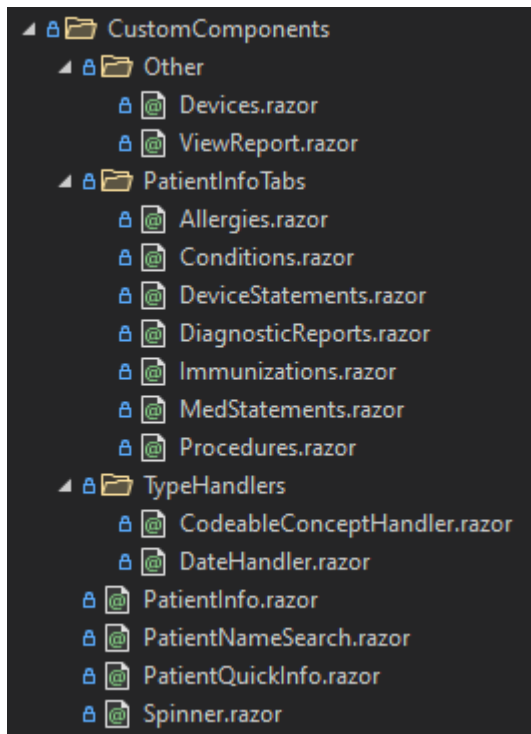 CustomComponents
Other
Devices.razor
ViewReport.razor
PatientInfoTabs
Allergies.razor
Conditions.razor
DeviceStatements.razor
DiagnosticReports.razor
Immunizations.razor
MedStatements.razor
Procedures.razor
TypeHandlers
CodeableConceptHandler.razor
DateHandler.razor
PatientInfo.razor
PatientNameSearch.razor
PatientQuickInfo.razor
Spinner.razor